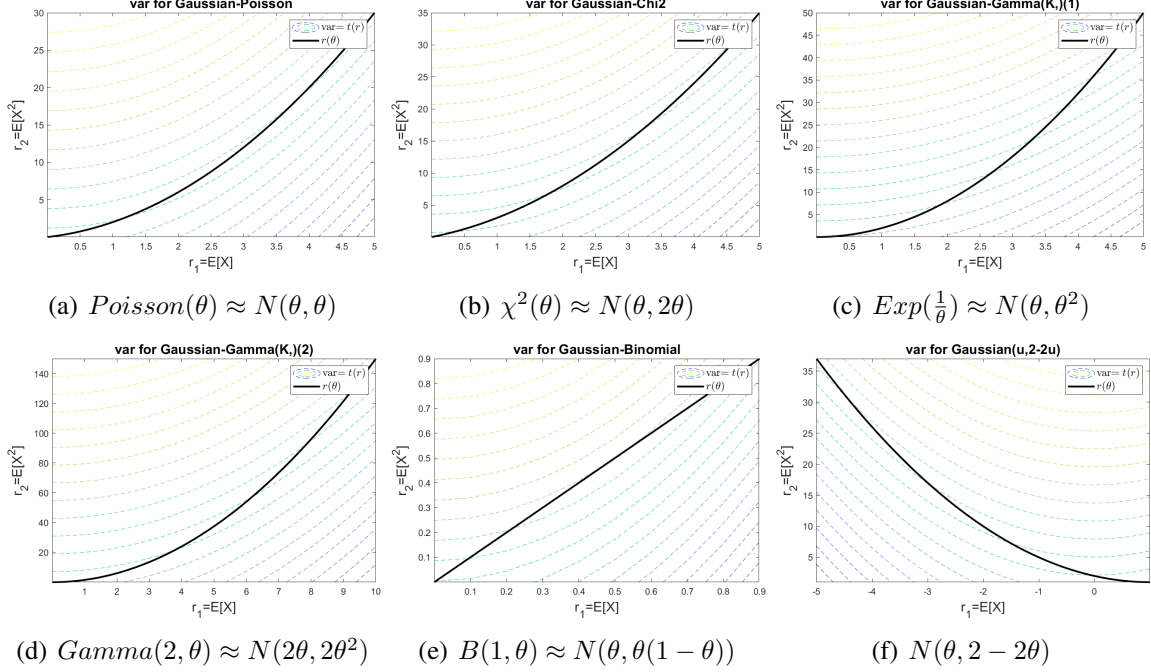 var for Gaussian-Poisson
var= t(r)
r(θ)
30
25
20
15
10
5
r₂=E[X²]
0.5 1 1.5 2 2.5 3 3.5 4 4.5 5
r₁=E[X]
(a) Poisson(θ) ≈ N(θ, θ)
var for Gaussian-Chi2
var= t(r)
r(θ)
35
30
25
20
15
10
5
0
r₂=E[X²]
0.5 1 1.5 2 2.5 3 3.5 4 4.5 5
r₁=E[X]
(b) χ²(θ) ≈ N(θ, 2θ)
var for Gaussian-Gamma(K,)(1)
var= t(r)
r(θ)
50
45
40
35
30
25
20
15
10
5
r₂=E[X²]
0.5 1 1.5 2 2.5 3 3.5 4 4.5 5
r₁=E[X]
(c) Exp(1/θ) ≈ N(θ, θ²)
var for Gaussian-Gamma(K,)(2)
var= t(r)
r(θ)
140
120
100
80
60
40
20
r₂=E[X²]
1 2 3 4 5 6 7 8 9 10
r₁=E[X]
(d) Gamma(2, θ) ≈ N(2θ, 2θ²)
var for Gaussian-Binomial
var= t(r)
r(θ)
0.9
0.8
0.7
0.6
0.5
0.4
0.3
0.2
0.1
r₂=E[X²]
0 0.1 0.2 0.3 0.4 0.5 0.6 0.7 0.8 0.9
r₁=E[X]
(e) B(1, θ) ≈ N(θ, θ(1 − θ))
var for Gaussian(u,2-2u)
var= t(r)
r(θ)
35
30
25
20
15
10
5
r₂=E[X²]
-5 -4 -3 -2 -1 0
r₁=E[X]
(f) N(θ, 2 − 2θ)